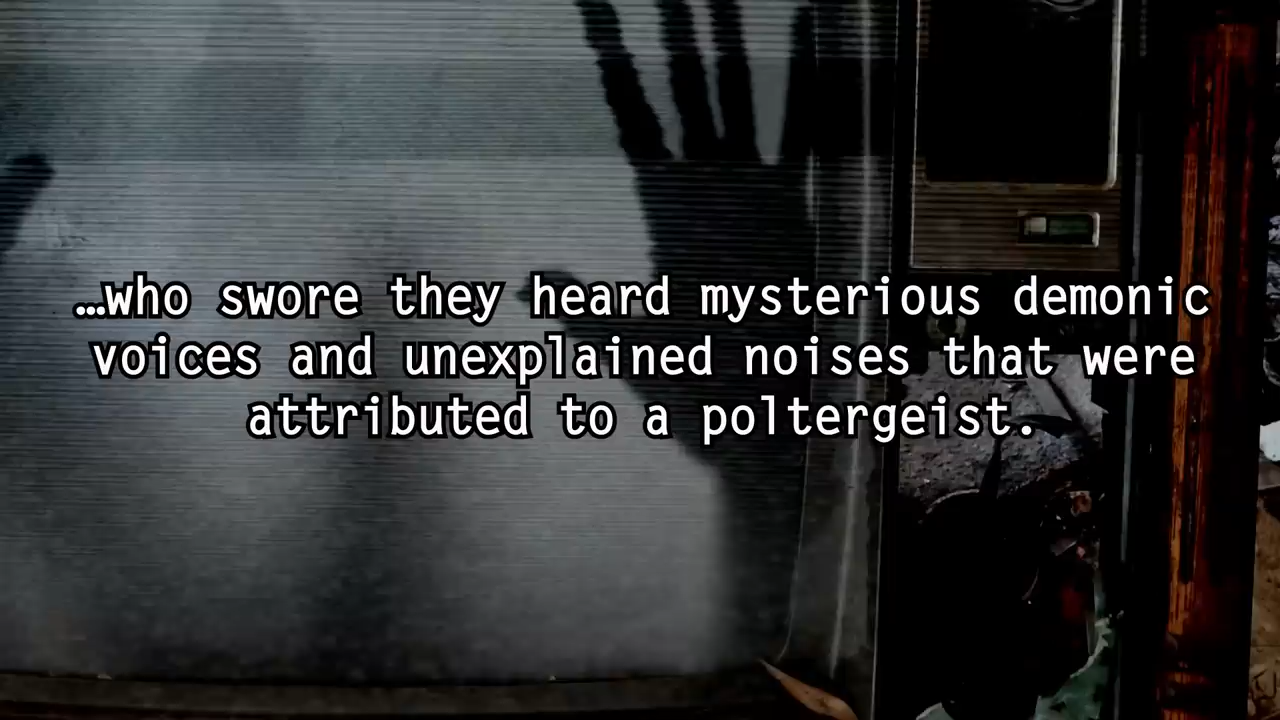 …who swore they heard mysterious demonic
voices and unexplained noises that were
attributed to a poltergeist.